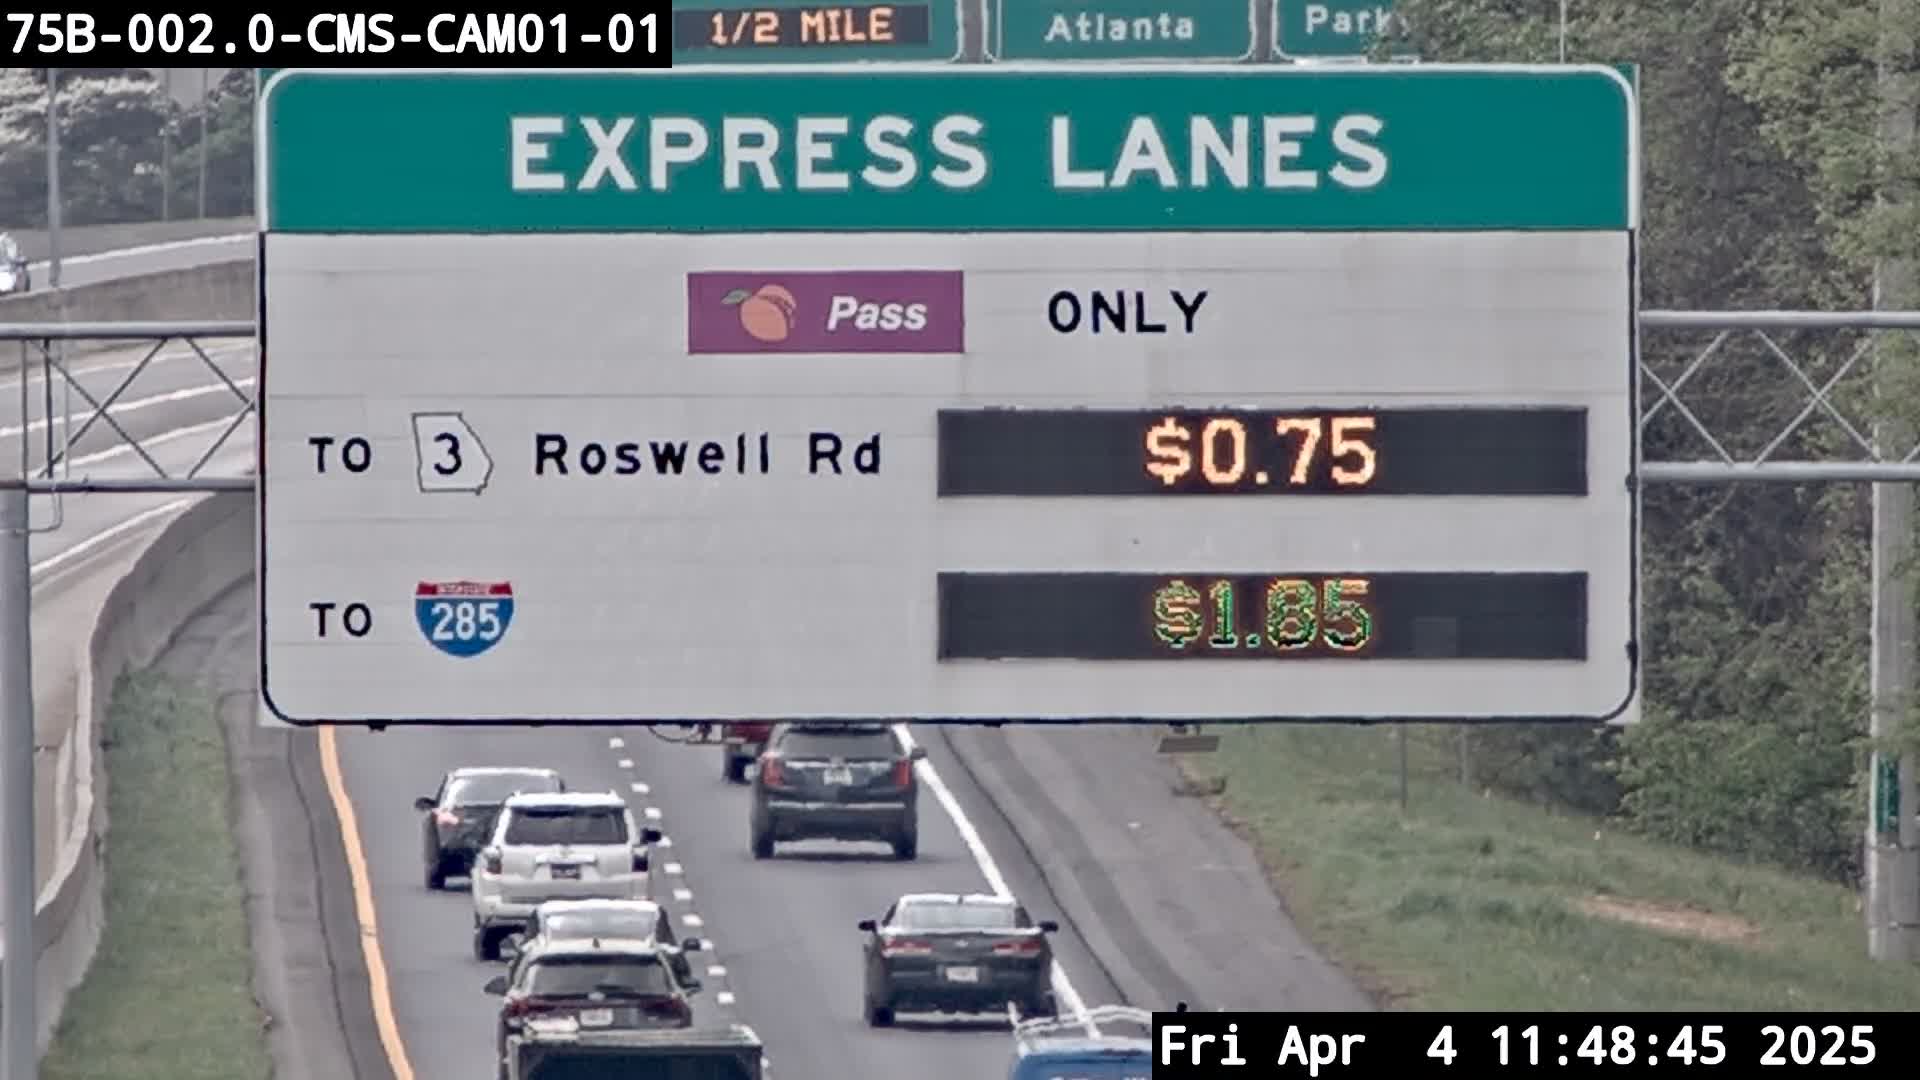 75B-002.0-CMS-CAM01-01
1/2 MILE
Atlanta
Park
EXPRESS LANES
Pass ONLY
TO 3 Roswell Rd $0.75
TO INTERSTATE 285 $1.85
Fri Apr 4 11:48:45 2025